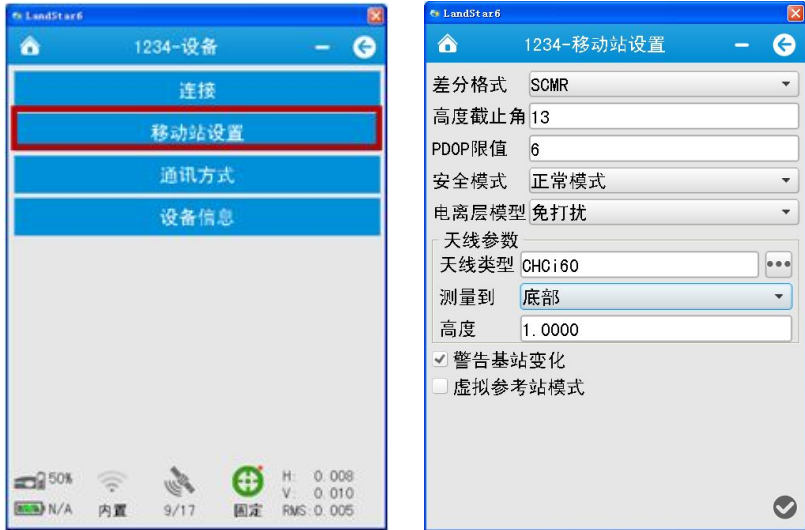 LandStar6
1234-设备
连接
移动站设置
通讯方式
设备信息
50%
N/A
内置
9/17
固定
H: 0.008
V: 0.010
RMS: 0.005
LandStar6
1234-移动站设置
差分格式 SCMR
高度截止角 13
PDOP限值 6
安全模式 正常模式
电离层模型 免打扰
天线参数
天线类型 CHCi60
测量到 底部
高度 1.0000
警告基站变化
虚拟参考站模式